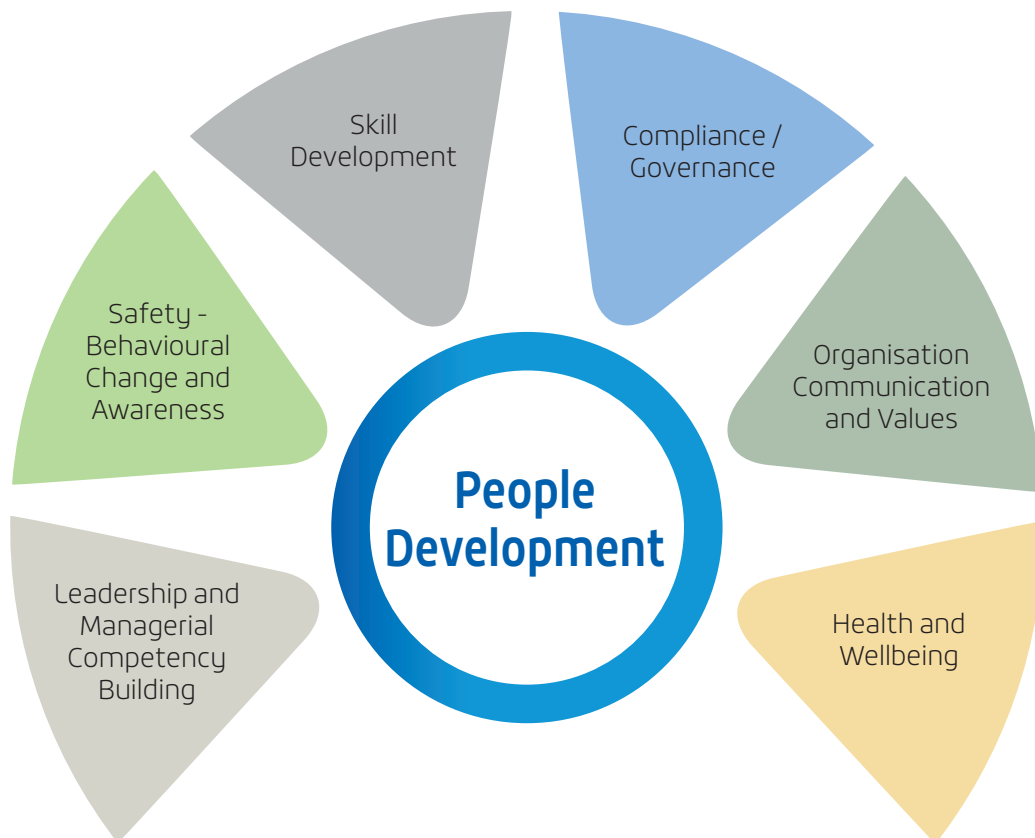 Skill
Development
Compliance /
Governance
Safety -
Behavioural
Change and
Awareness
Organisation
Communication
and Values
People
Development
Leadership and
Managerial
Competency
Building
Health and
Wellbeing